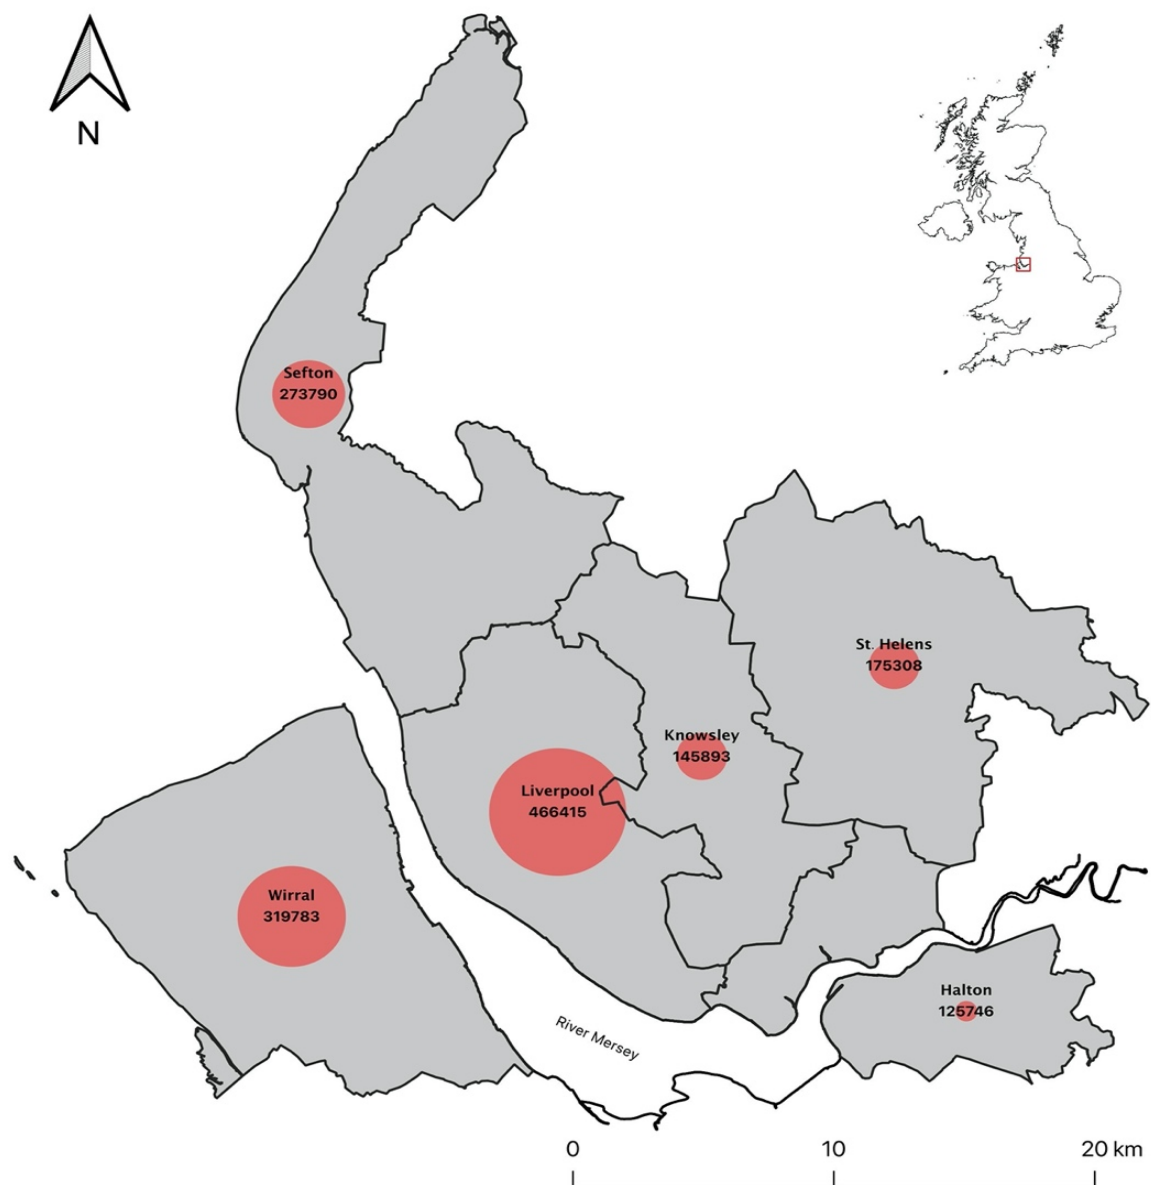 N
Sefton
273790
St. Helens
175308
Knowsley
145893
Liverpool
466415
Wirral
319783
Halton
125746
River Mersey
0 10 20 km